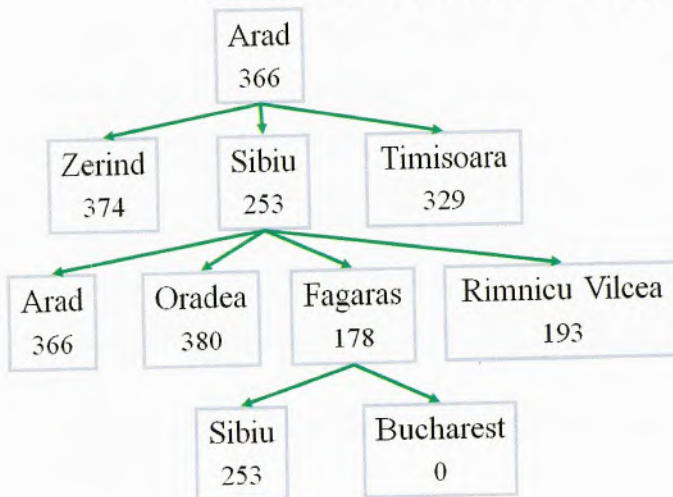 Arad
366
Zerind
374
Sibiu
253
Timisoara
329
Arad
366
Oradea
380
Fagaras
178
Rimnicu Vilcea
193
Sibiu
253
Bucharest
0